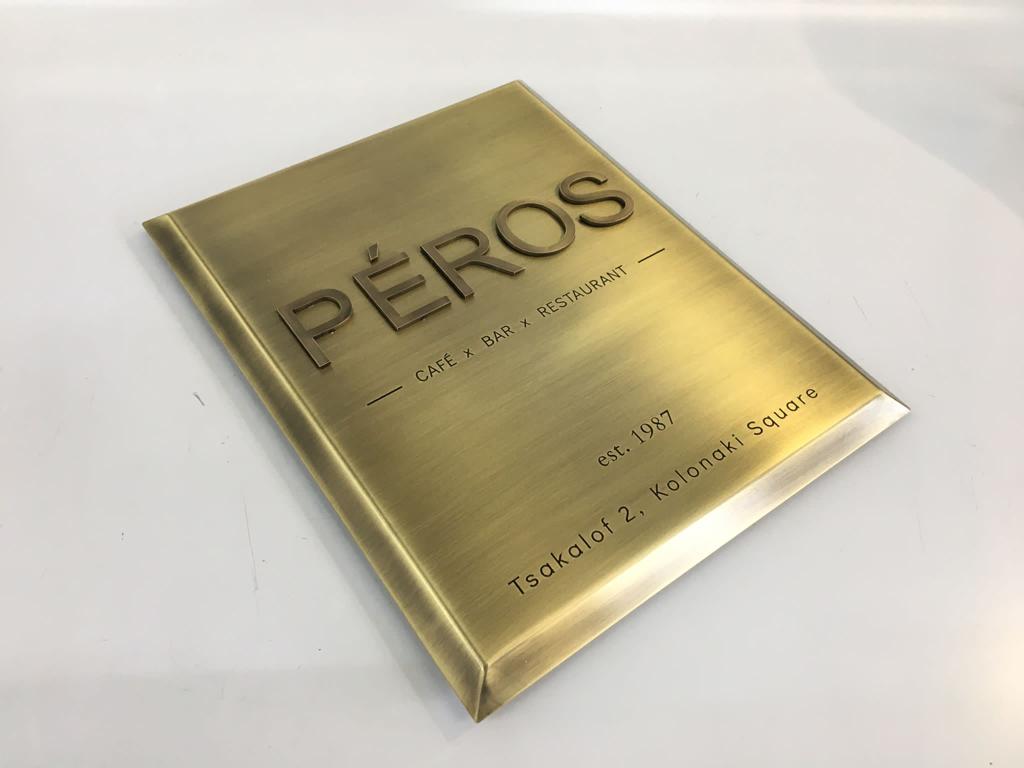 PÉROS
— CAFÉ x BAR x RESTAURANT —
est. 1987
Tsakalof 2, Kolonaki Square